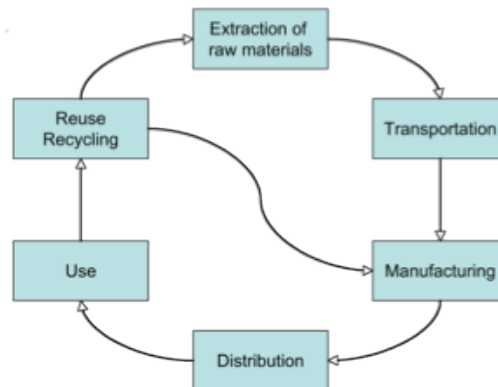 Extraction of
raw materials
Reuse
Recycling
Transportation
Use
Manufacturing
Distribution